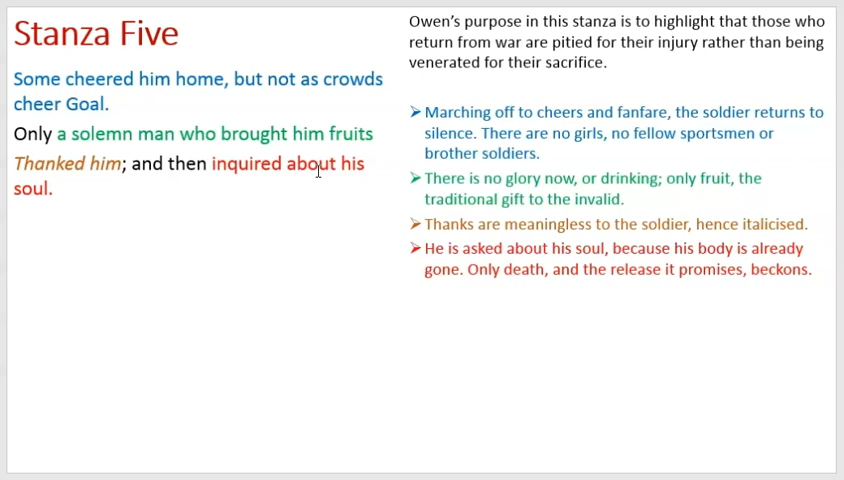 Stanza Five
Some cheered him home, but not as crowds
cheer Goal.
Only a solemn man who brought him fruits
Thanked him; and then inquired about his
soul.
Owen's purpose in this stanza is to highlight that those who
return from war are pitied for their injury rather than being
venerated for their sacrifice.
➢Marching off to cheers and fanfare, the soldier returns to
silence. There are no girls, no fellow sportsmen or
brother soldiers.
➢There is no glory now, or drinking; only fruit, the
traditional gift to the invalid.
➢Thanks are meaningless to the soldier, hence italicised.
➢He is asked about his soul, because his body is already
gone. Only death, and the release it promises, beckons.